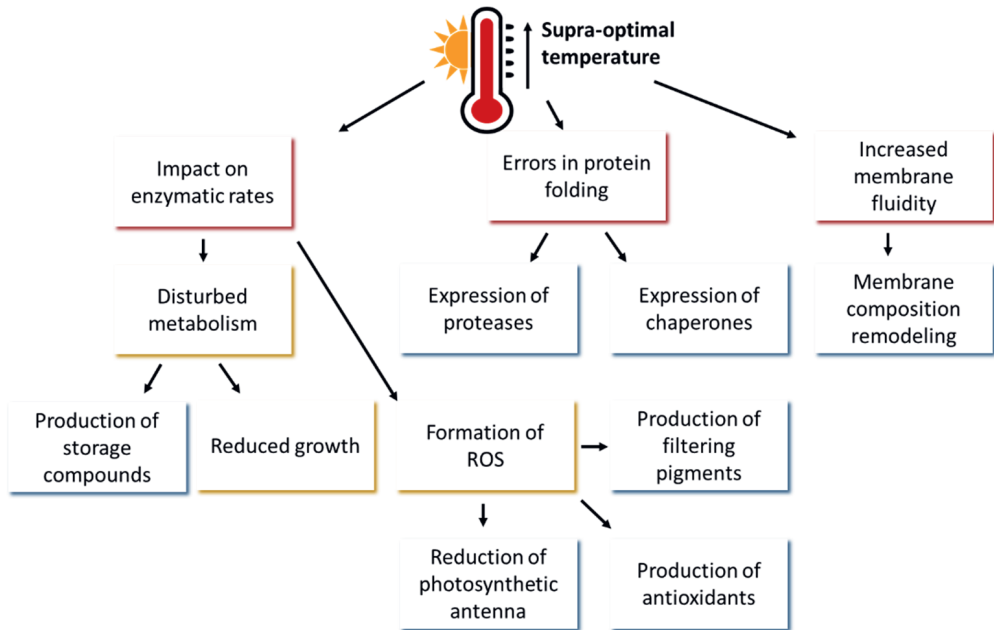 Supra-optimal
temperature
Impact on
enzymatic rates
Errors in protein
folding
Increased
membrane
fluidity
Disturbed
metabolism
Expression of
proteases
Expression of
chaperones
Membrane
composition
remodeling
Production of
storage
compounds
Reduced growth
Formation of
ROS
Production of
filtering
pigments
Reduction of
photosynthetic
antenna
Production of
antioxidants